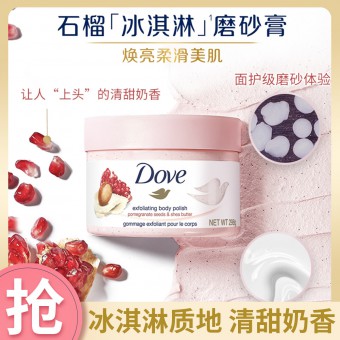 石榴「冰淇淋」磨砂膏
焕亮柔滑美肌
让人“上头”的清甜奶香
面护级磨砂体验
Dove
exfoliating body polish
pomegranate seeds & shea butter
gommage exfoliant pour le corps
抢
冰淇淋质地 清甜奶香